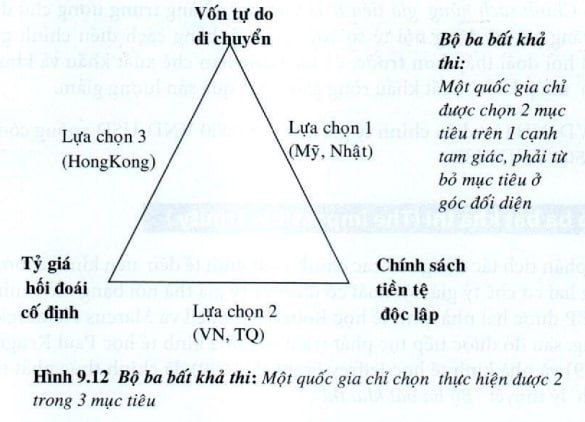 Vốn tự do
di chuyển
Bộ ba bất khả
thi:
Một quốc gia chỉ
được chọn 2 mục
tiêu trên 1 cạnh
tam giác, phải từ
bỏ mục tiêu ở
góc đối diện
Lựa chọn 3
(HongKong)
Lựa chọn 1
(Mỹ, Nhật)
Tỷ giá
hối đoái
cố định
Chính sách
tiền tệ
độc lập
Lựa chọn 2
(VN, TQ)
Hình 9.12 Bộ ba bất khả thi: Một quốc gia chỉ chọn thực hiện được 2
trong 3 mục tiêu